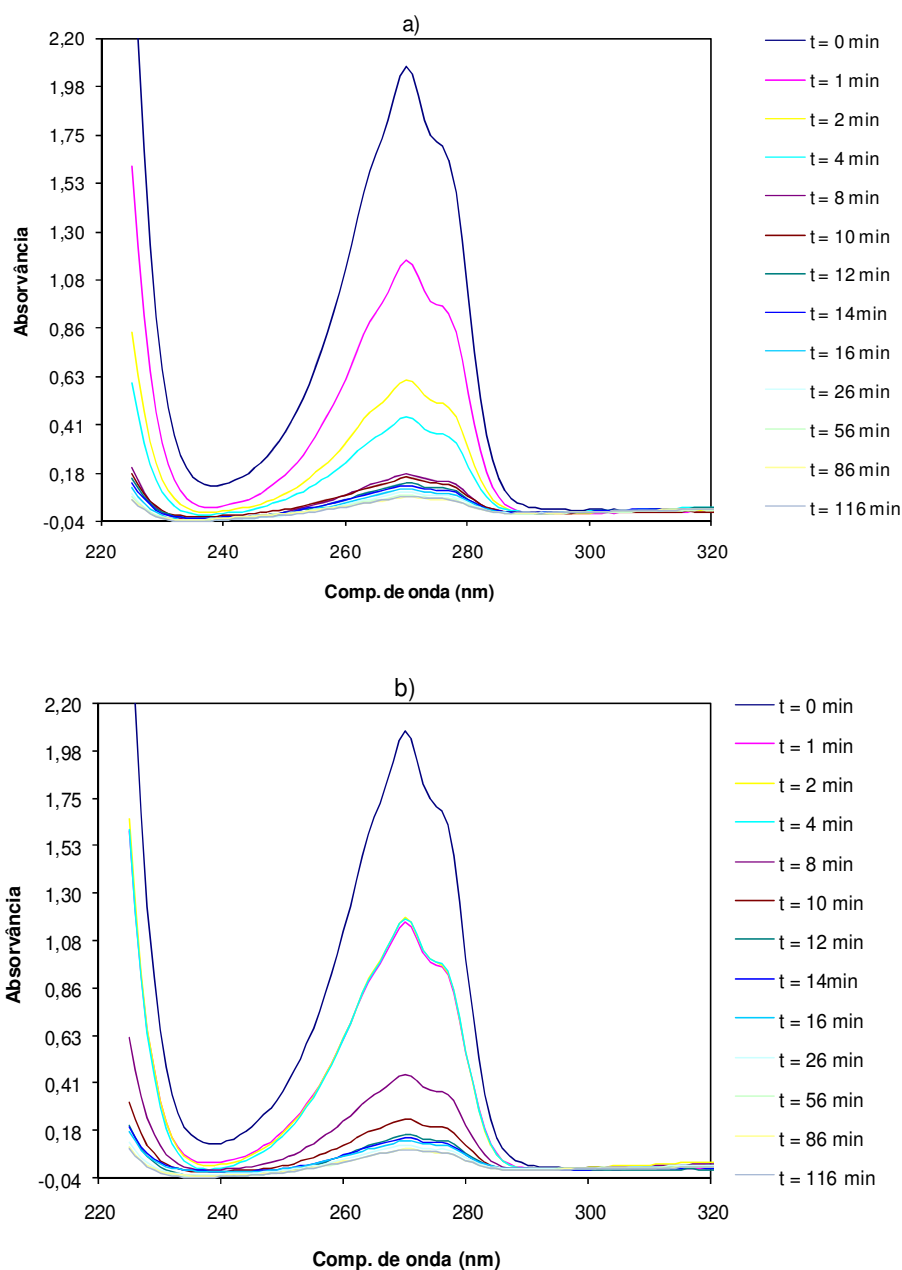 a)
2,20
1,98
1,75
1,53
1,30
1,08
0,86
0,63
0,41
0,18
-0,04
220
240
260
280
300
320
Absorvância
Comp. de onda (nm)
t = 0 min
t = 1 min
t = 2 min
t = 4 min
t = 8 min
t = 10 min
t = 12 min
t = 14min
t = 16 min
t = 26 min
t = 56 min
t = 86 min
t = 116 min
b)
2,20
1,98
1,75
1,53
1,30
1,08
0,86
0,63
0,41
0,18
-0,04
220
240
260
280
300
320
Absorvância
Comp. de onda (nm)
t = 0 min
t = 1 min
t = 2 min
t = 4 min
t = 8 min
t = 10 min
t = 12 min
t = 14min
t = 16 min
t = 26 min
t = 56 min
t = 86 min
t = 116 min